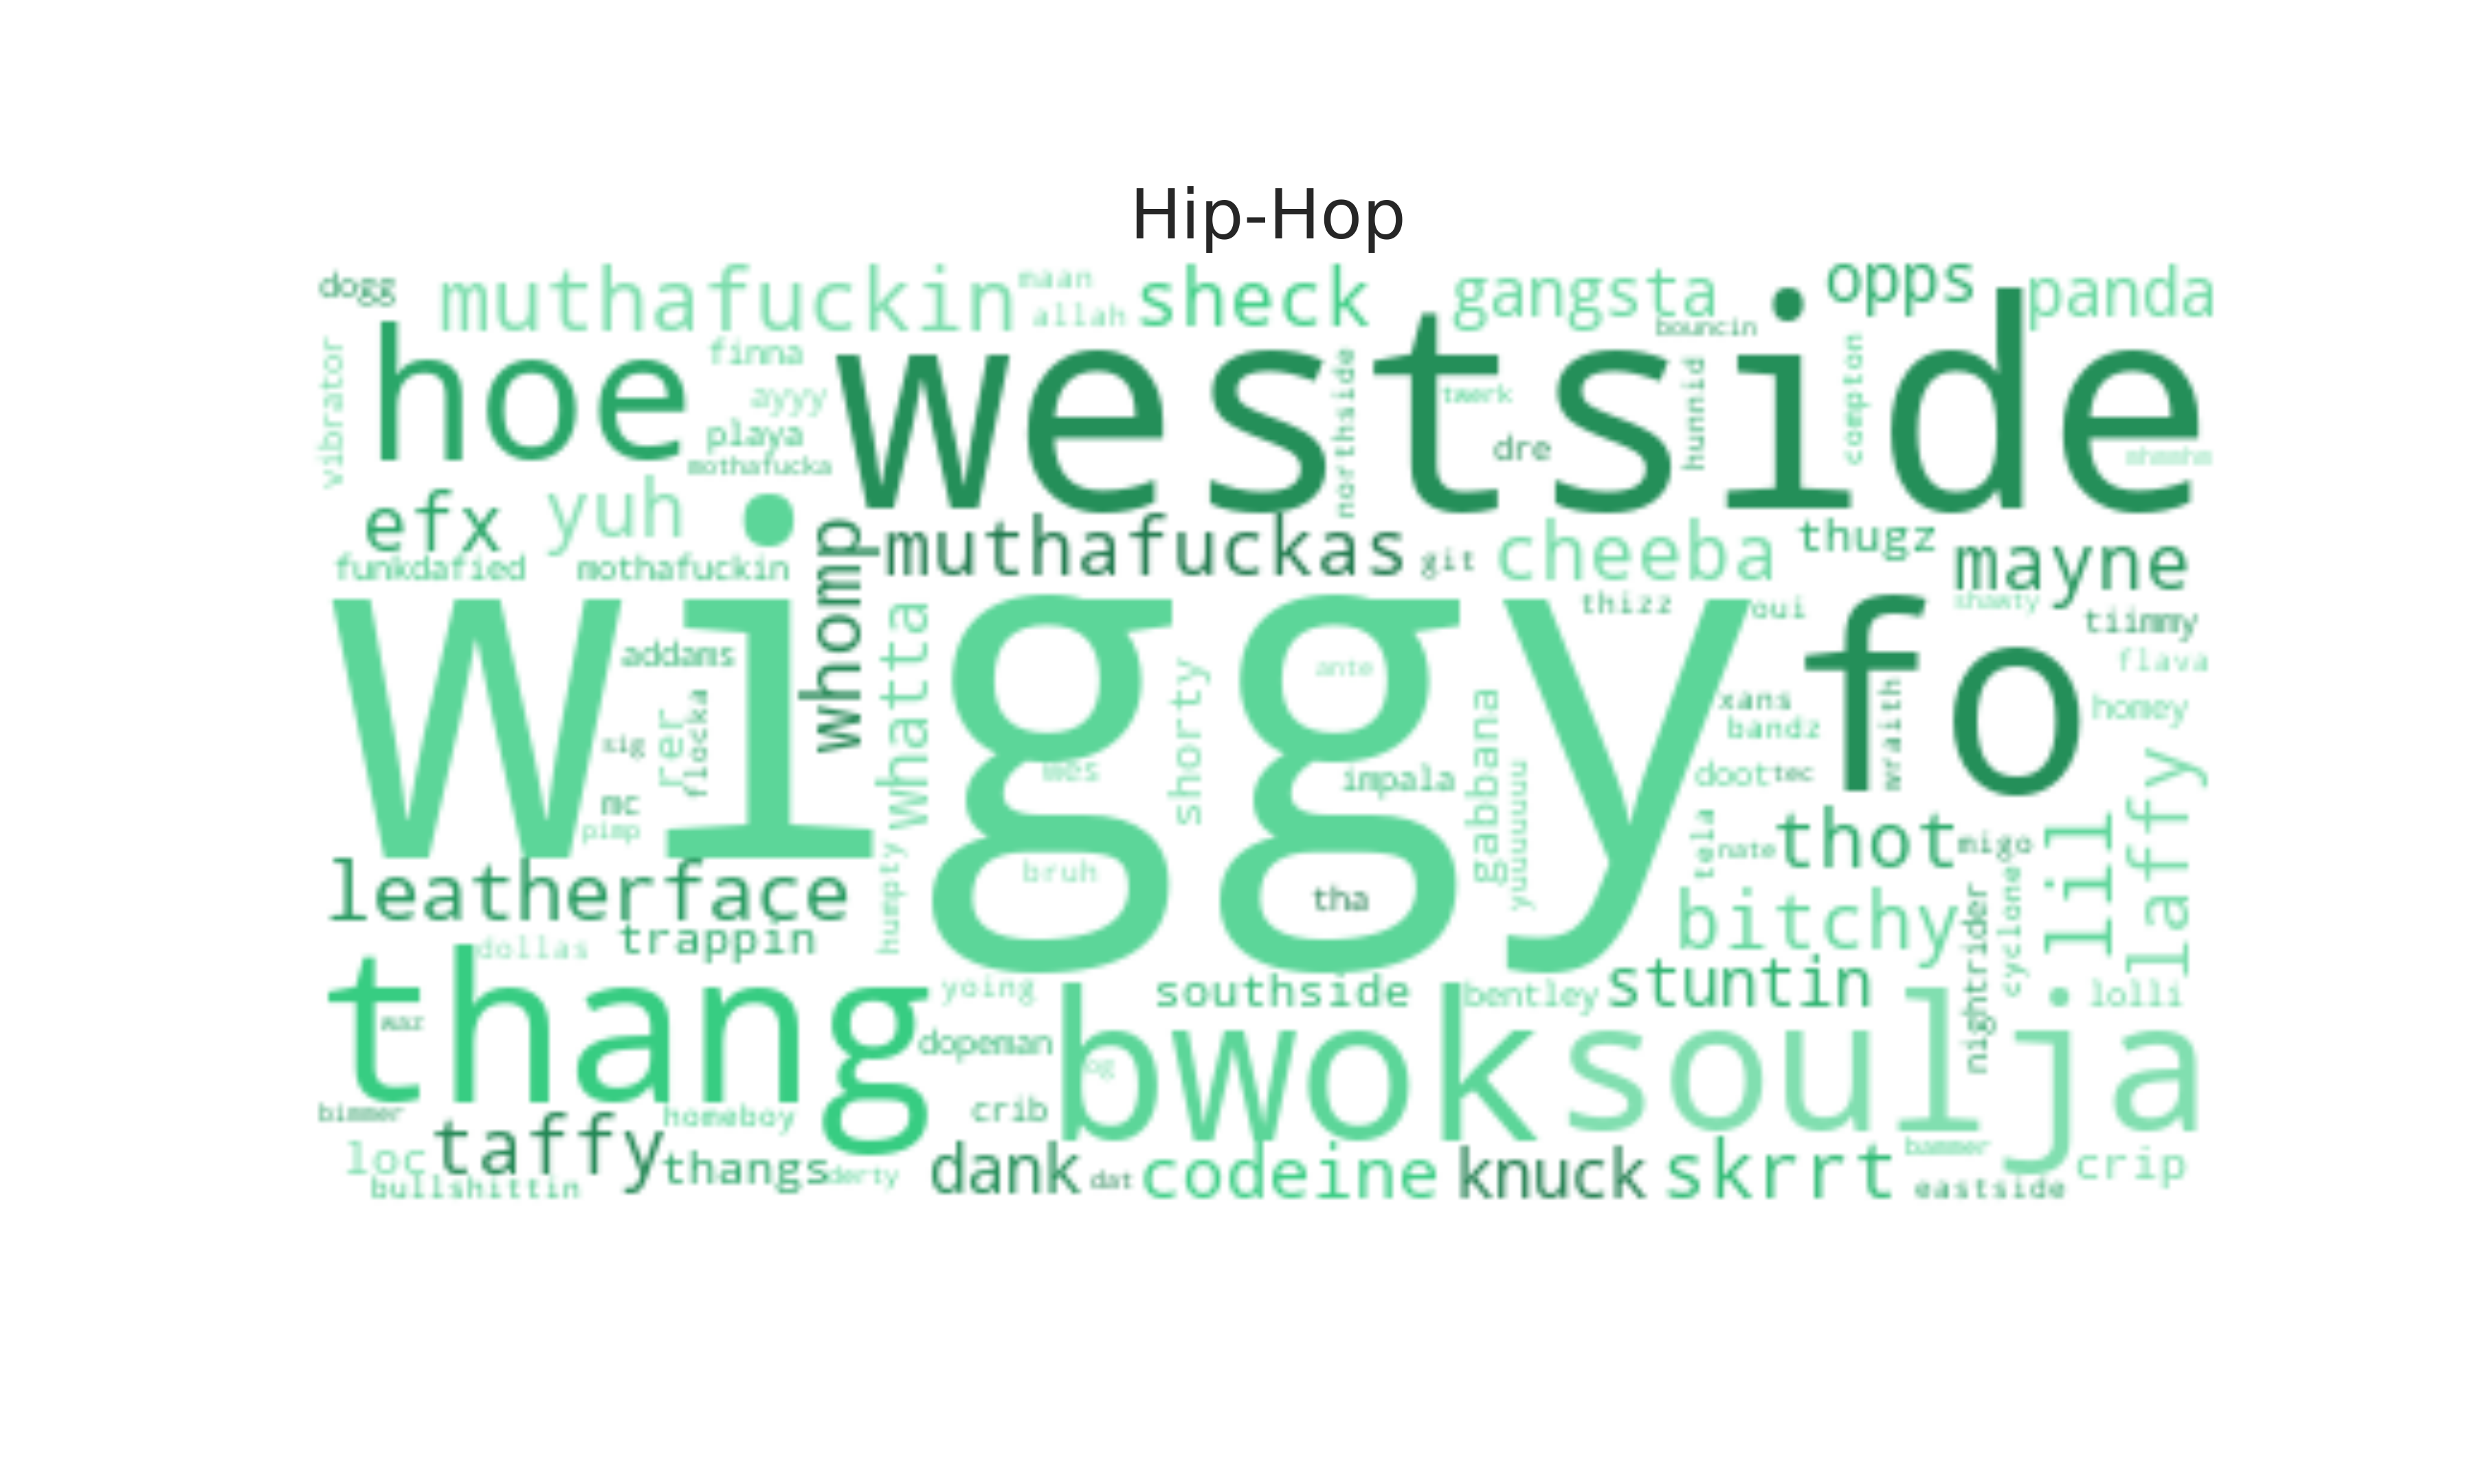 Hip-Hop
dogg
muthafuckin
maan
allah
sheck
gangsta
bouncin
opps
panda
vibrator
hoe
finna
ayyy
playa
mothafucka
westside
northside
twerk
dre
hunnid
compton
mhmmhm
efx
yuh
funkdafied
mothafuckin
whomp
muthafuckas
git
cheeba
thugz
mayne
thizz
oui
shawty
tiimmy
flava
homey
wiggy
addams
sig
rer
flocka
mc
pimp
whatta
humpty
wes
bruh
shorty
ante
impala
tha
gabbana
yuuuuuuu
fo
xans
bandz
wraith
doot
tec
tela
nate
thot
migo
lil
laffy
leatherface
trappin
dollas
bitchy
nightrider
cyclone
thang
war
yoing
southside
bentley
stuntin
lolli
dopeman
bwok
og
soulja
go
bimmer
taffy
homeboy
crib
loc
thangs
derty
dank
dat
codeine
knuck
skrrt
bammer
crip
bullshittin
eastside